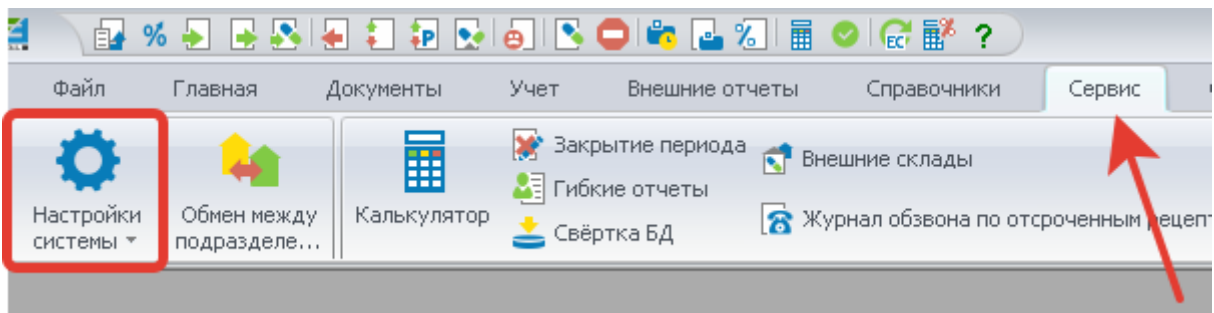 Файл Главная Документы Учет Внешние отчеты Справочники Сервис
Настройки
системы
Обмен между
подразделе...
Калькулятор
Закрытие периода
Гибкие отчеты
Свёртка БД
Внешние склады
Журнал обзвона по отсроченным рецепт